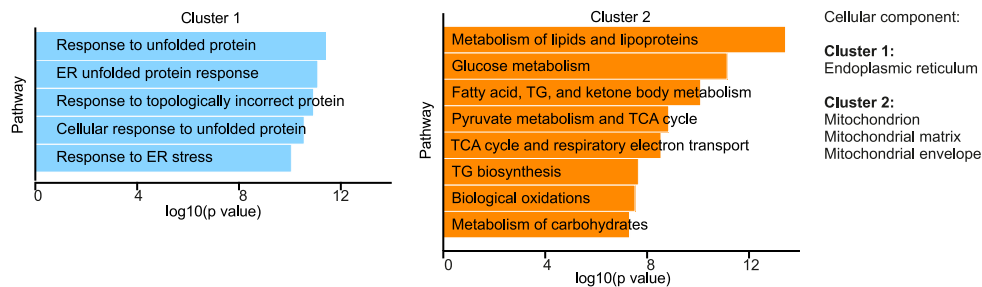 Cluster 1
Pathway
Response to unfolded protein
ER unfolded protein response
Response to topologically incorrect protein
Cellular response to unfolded protein
Response to ER stress
0 4 8 12
log10(p value)
Cluster 2
Pathway
Metabolism of lipids and lipoproteins
Glucose metabolism
Fatty acid, TG, and ketone body metabolism
Pyruvate metabolism and TCA cycle
TCA cycle and respiratory electron transport
TG biosynthesis
Biological oxidations
Metabolism of carbohydrates
0 4 8 12
log10(p value)
Cellular component:
Cluster 1:
Endoplasmic reticulum
Cluster 2:
Mitochondrion
Mitochondrial matrix
Mitochondrial envelope